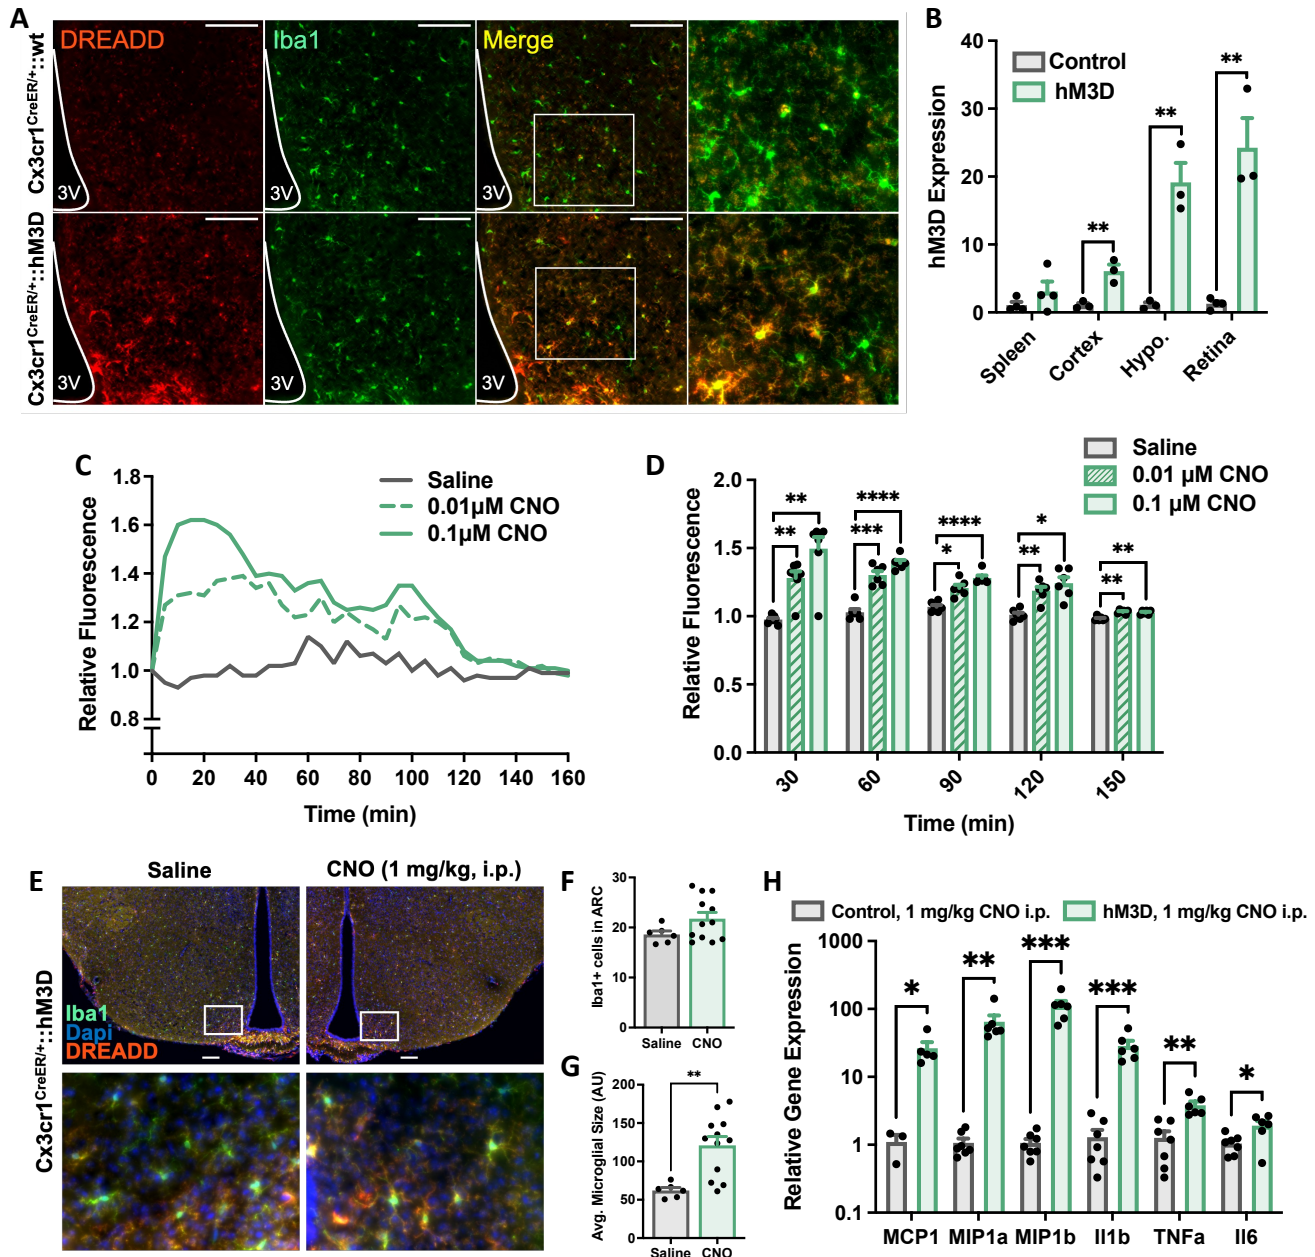 A
DREADD
Iba1
Merge
Cx3cr1CreER/+::wt
3V
Cx3cr1CreER/+::hM3D
3V
B
Control
hM3D
hM3D Expression
40
30
20
10
0
**
**
**
Spleen
Cortex
Hypo.
Retina
C
Saline
0.01µM CNO
0.1µM CNO
Relative Fluorescence
1.8
1.6
1.4
1.2
1.0
0.8
0 20 40 60 80 100 120 140 160
Time (min)
D
Saline
0.01 µM CNO
0.1 µM CNO
Relative Fluorescence
2.0
1.5
1.0
0.5
0.0
** **** **** * **
** *** * ** **
30 60 90 120 150
Time (min)
E
Saline
CNO (1 mg/kg, i.p.)
Cx3cr1CreER/+::hM3D
Iba1
Dapi
DREADD
F
Iba1+ cells in ARC
30
20
10
0
Saline CNO
G
Avg. Microglial Size (AU)
200
150
100
50
0
**
Saline CNO
H
Control, 1 mg/kg CNO i.p.
hM3D, 1 mg/kg CNO i.p.
Relative Gene Expression
1000
100
10
1
0.1
* ** *** *** ** *
MCP1 MIP1a MIP1b Il1b TNFa Il6